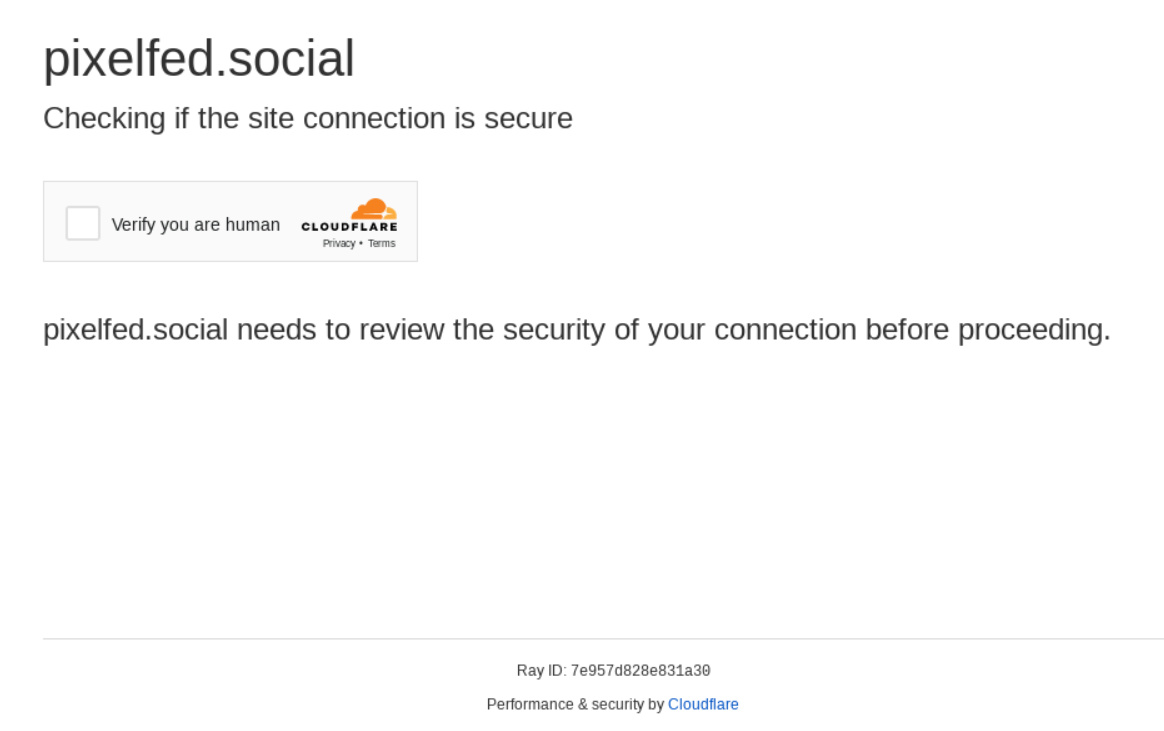 pixelfed.social
Checking if the site connection is secure
Verify you are human
CLOUDFLARE
Privacy • Terms
pixelfed.social needs to review the security of your connection before proceeding.
Ray ID: 7e957d828e831a30
Performance & security by Cloudflare